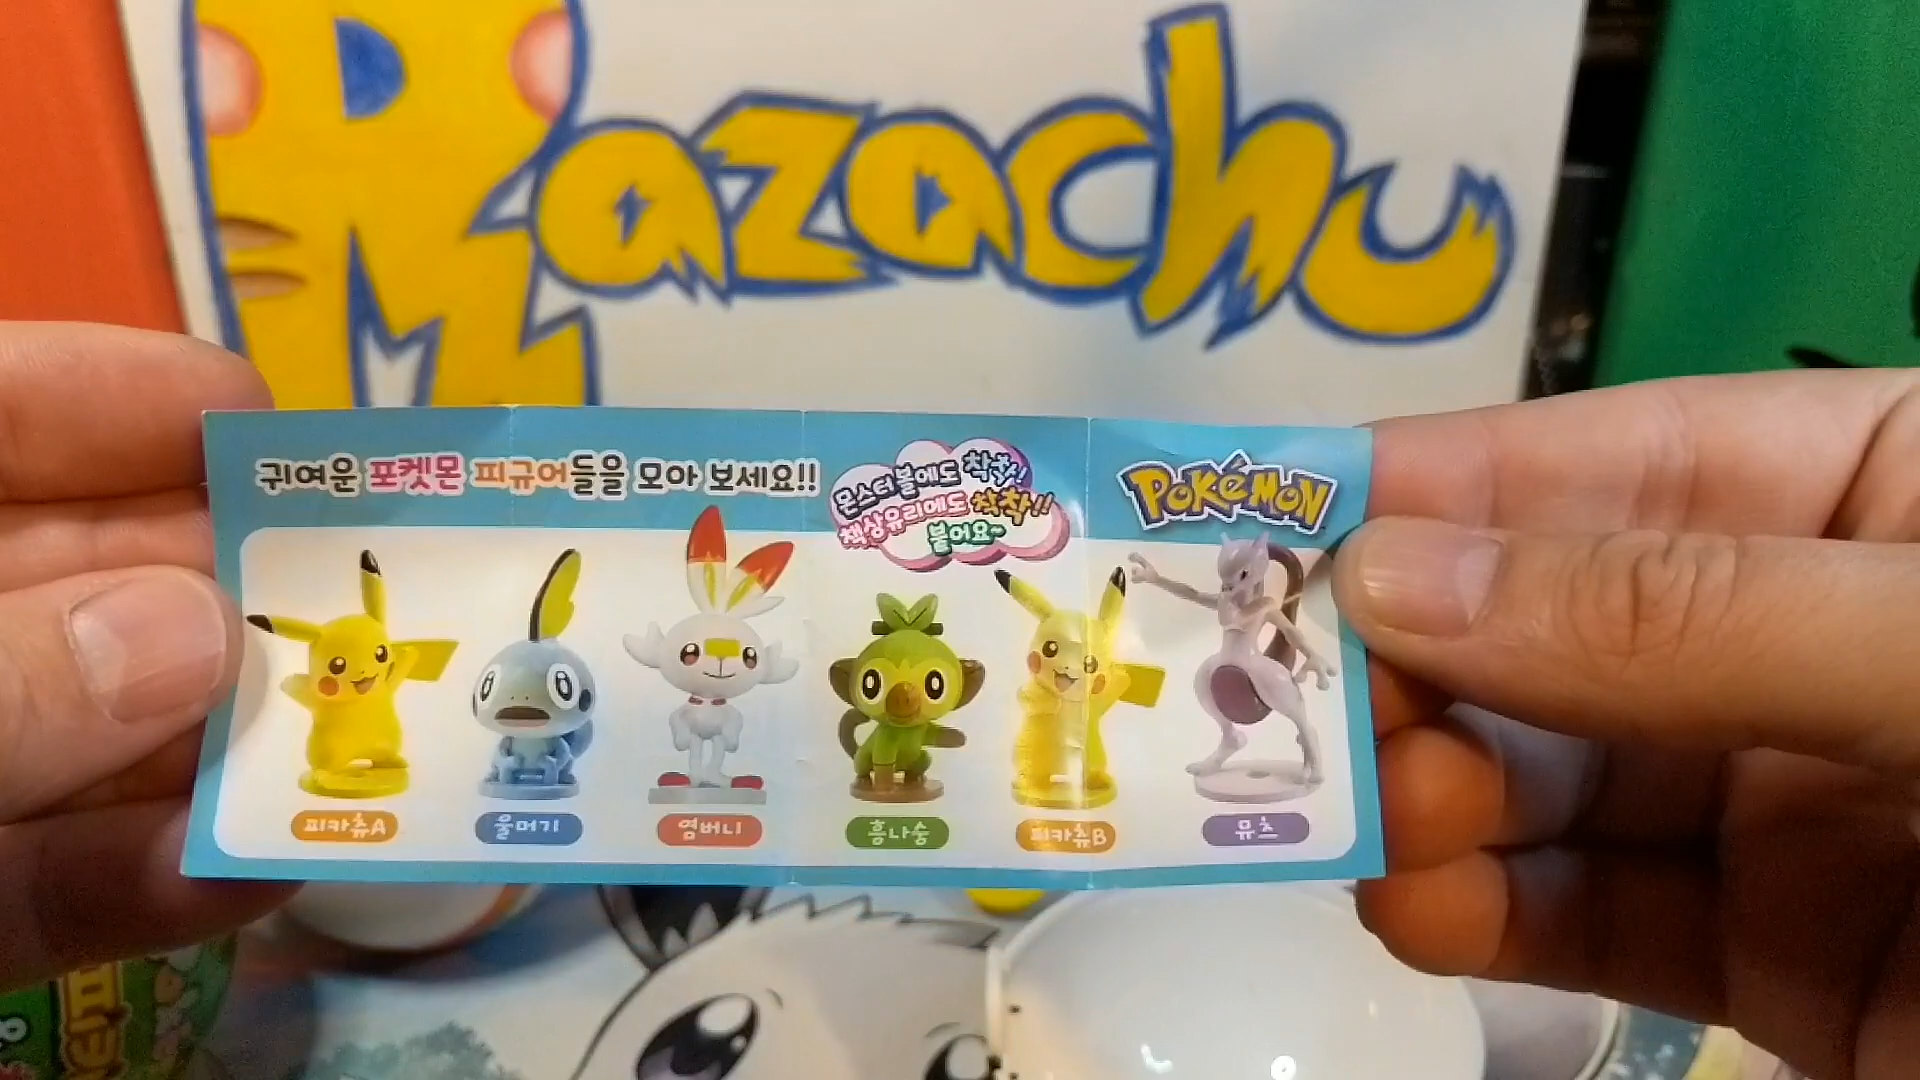 Razachu
귀여운 포켓몬 피규어들을 모아 보세요!!
몬스터볼에도 착착!
책상유리에도 착착!!
붙어요~
POKéMON
피카츄A
울머기
염버니
흥나숭
피카츄B
뮤츠